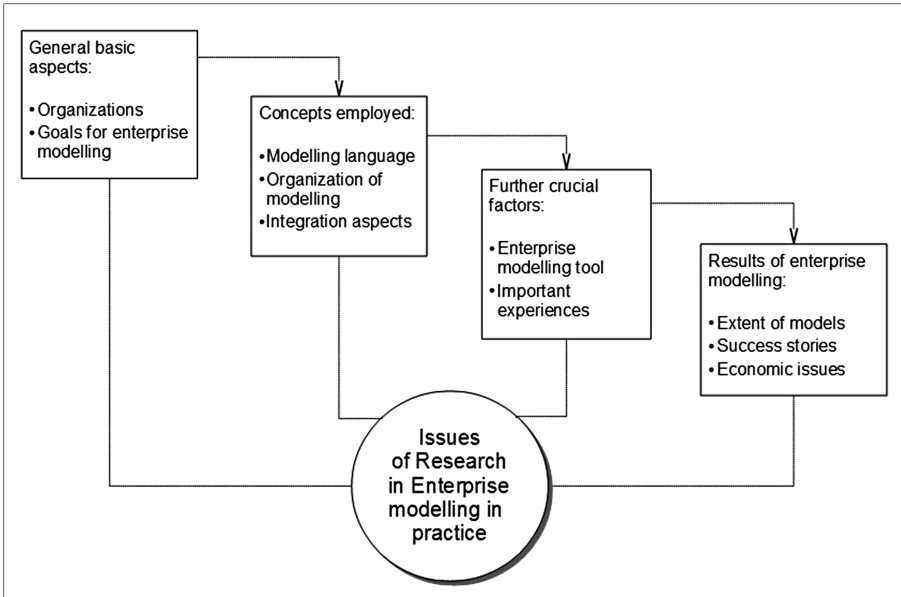 General basic
aspects:
• Organizations
• Goals for enterprise
modelling
Concepts employed:
• Modelling language
• Organization of
modelling
• Integration aspects
Further crucial
factors:
• Enterprise
modelling tool
• Important
experiences
Results of enterprise
modelling:
• Extent of models
• Success stories
• Economic issues
Issues
of Research
in Enterprise
modelling in
practice